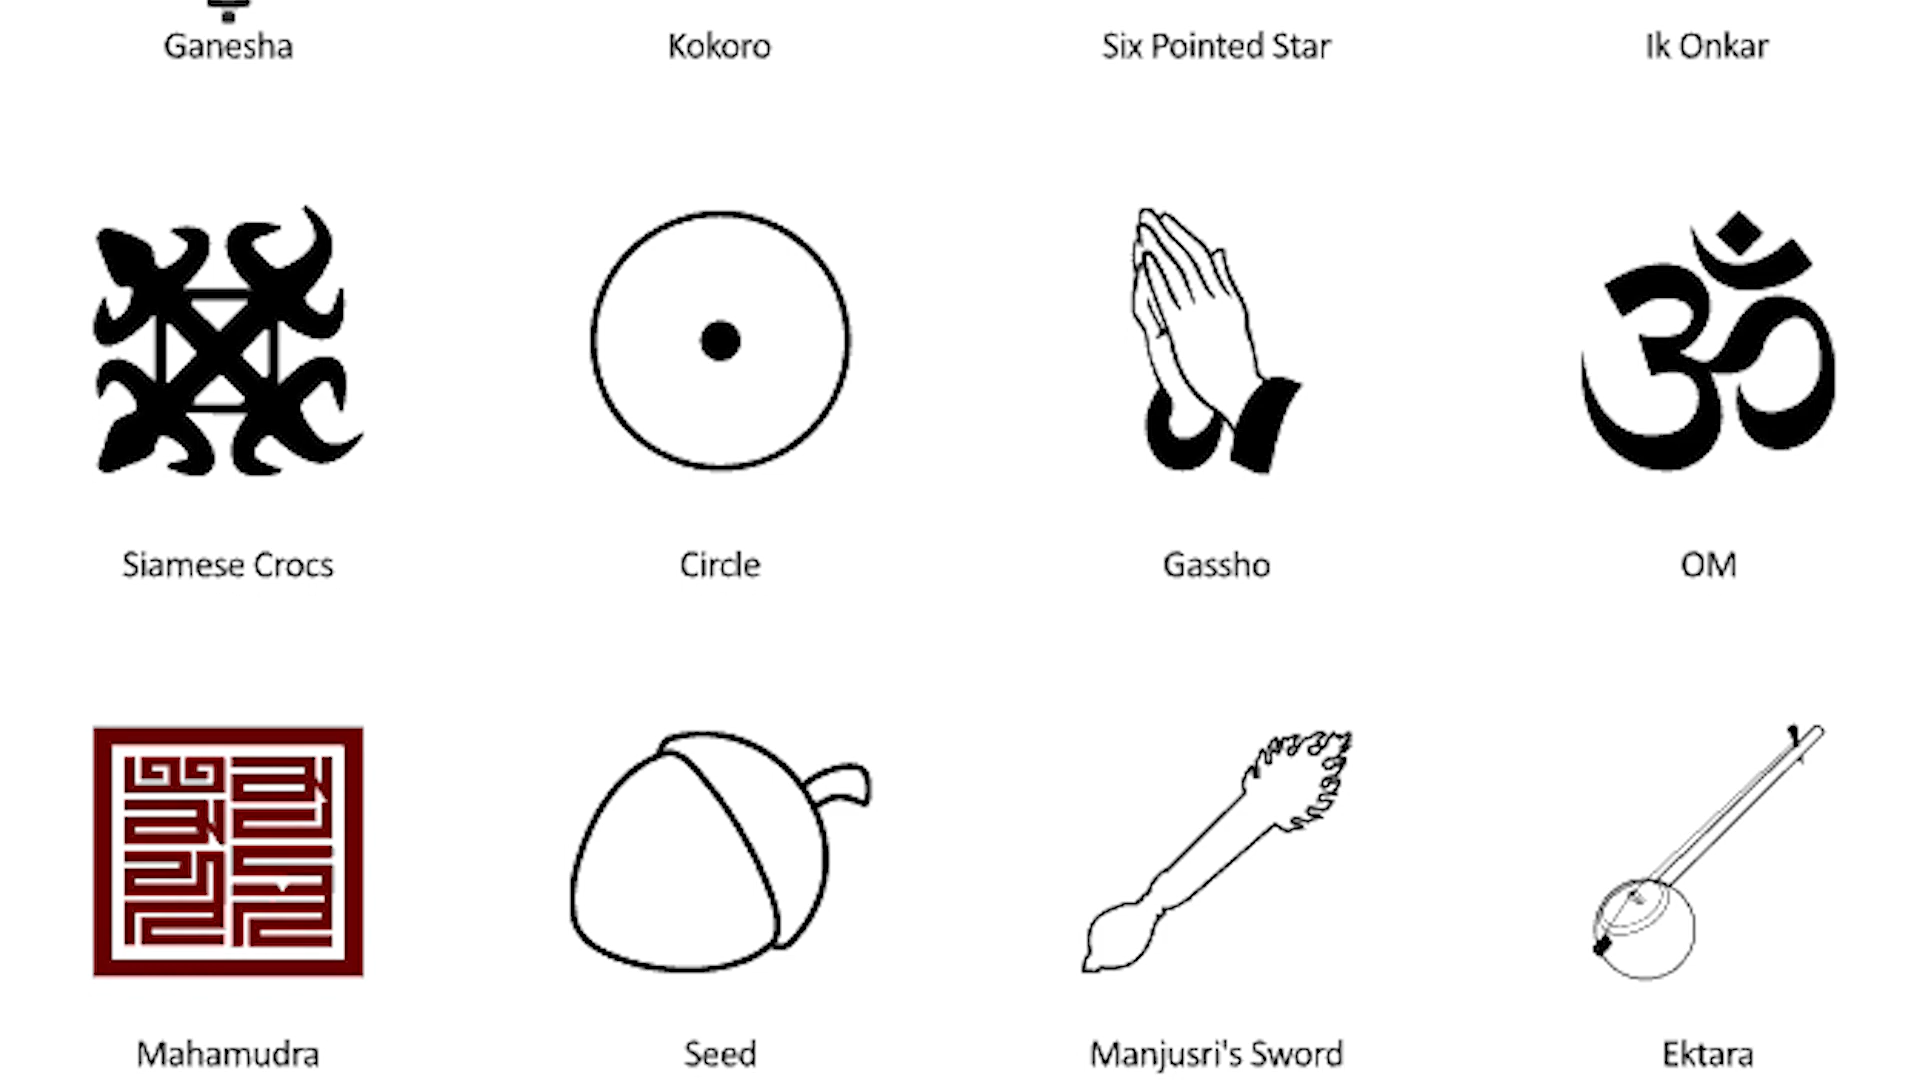 Ganesha Kokoro Six Pointed Star Ik Onkar
ॐ
Siamese Crocs Circle Gassho OM
Mahamudra Seed Manjusri's Sword Ektara